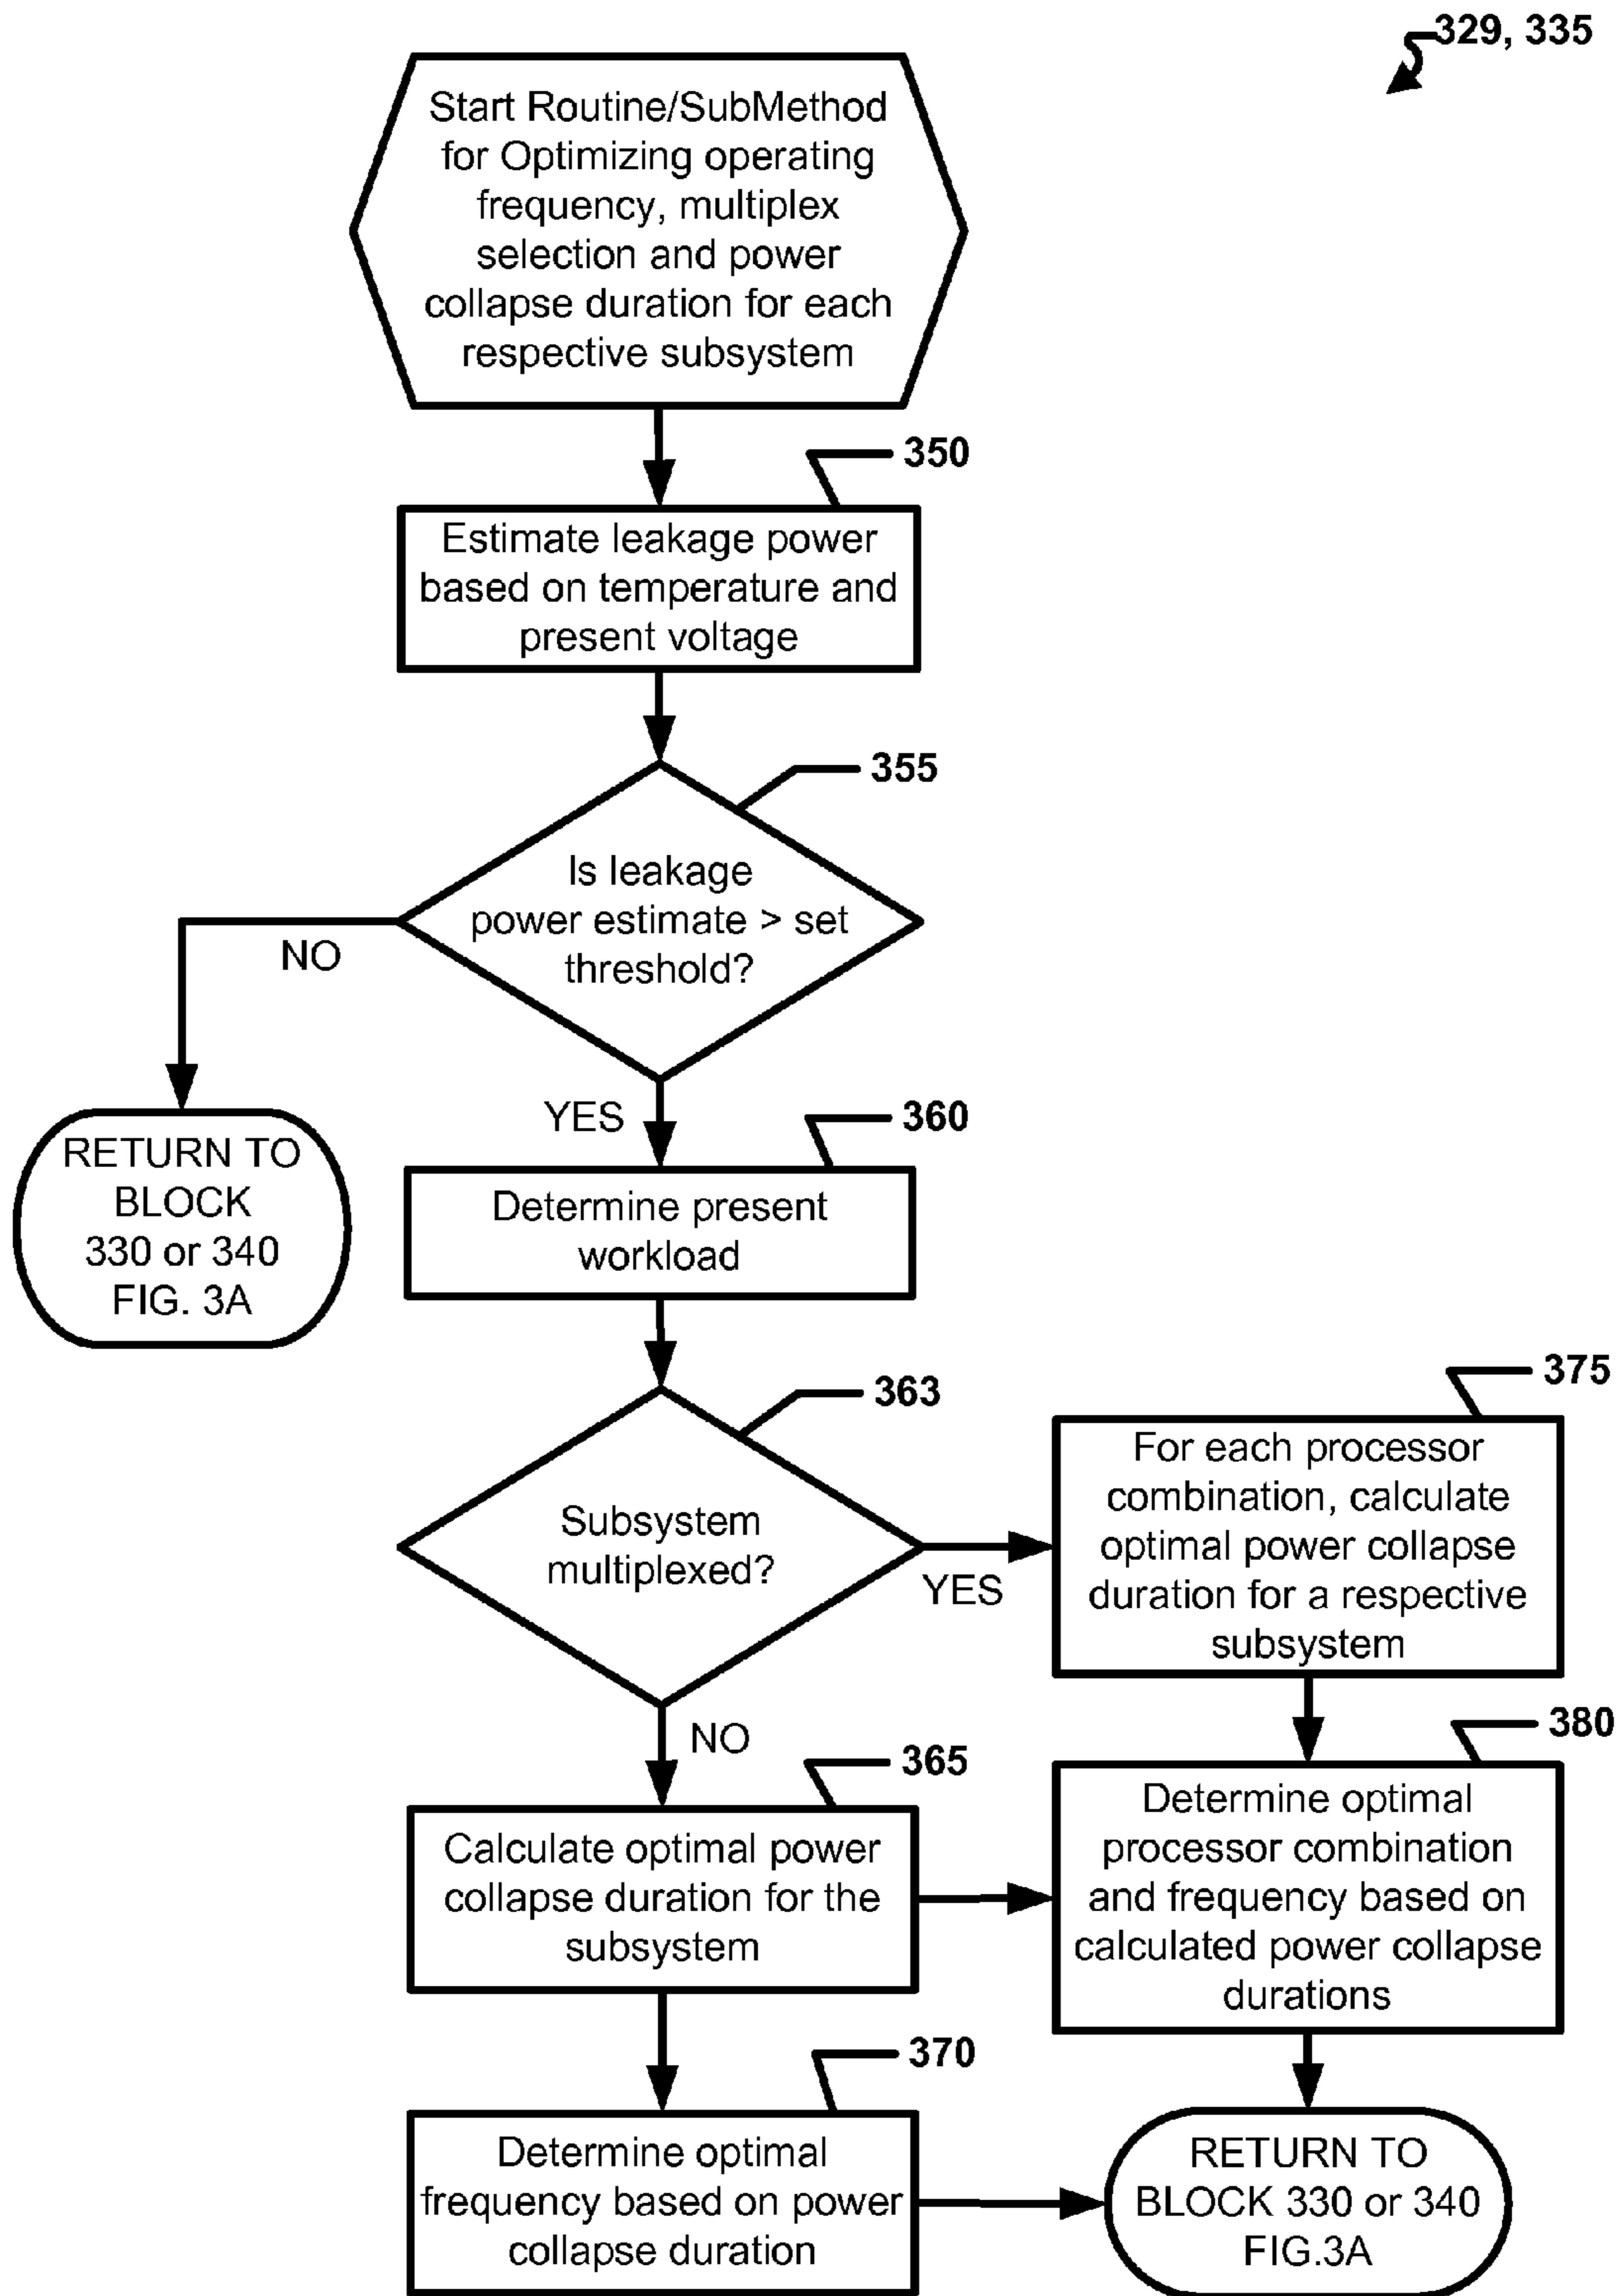 329, 335
Start Routine/SubMethod
for Optimizing operating
frequency, multiplex
selection and power
collapse duration for each
respective subsystem
350
Estimate leakage power
based on temperature and
present voltage
355
Is leakage
power estimate > set
threshold?
NO
YES
RETURN TO
BLOCK
330 or 340
FIG. 3A
360
Determine present
workload
363
Subsystem
multiplexed?
YES
NO
375
For each processor
combination, calculate
optimal power collapse
duration for a respective
subsystem
365
Calculate optimal power
collapse duration for the
subsystem
380
Determine optimal
processor combination
and frequency based on
calculated power collapse
durations
370
Determine optimal
frequency based on power
collapse duration
RETURN TO
BLOCK 330 or 340
FIG.3A